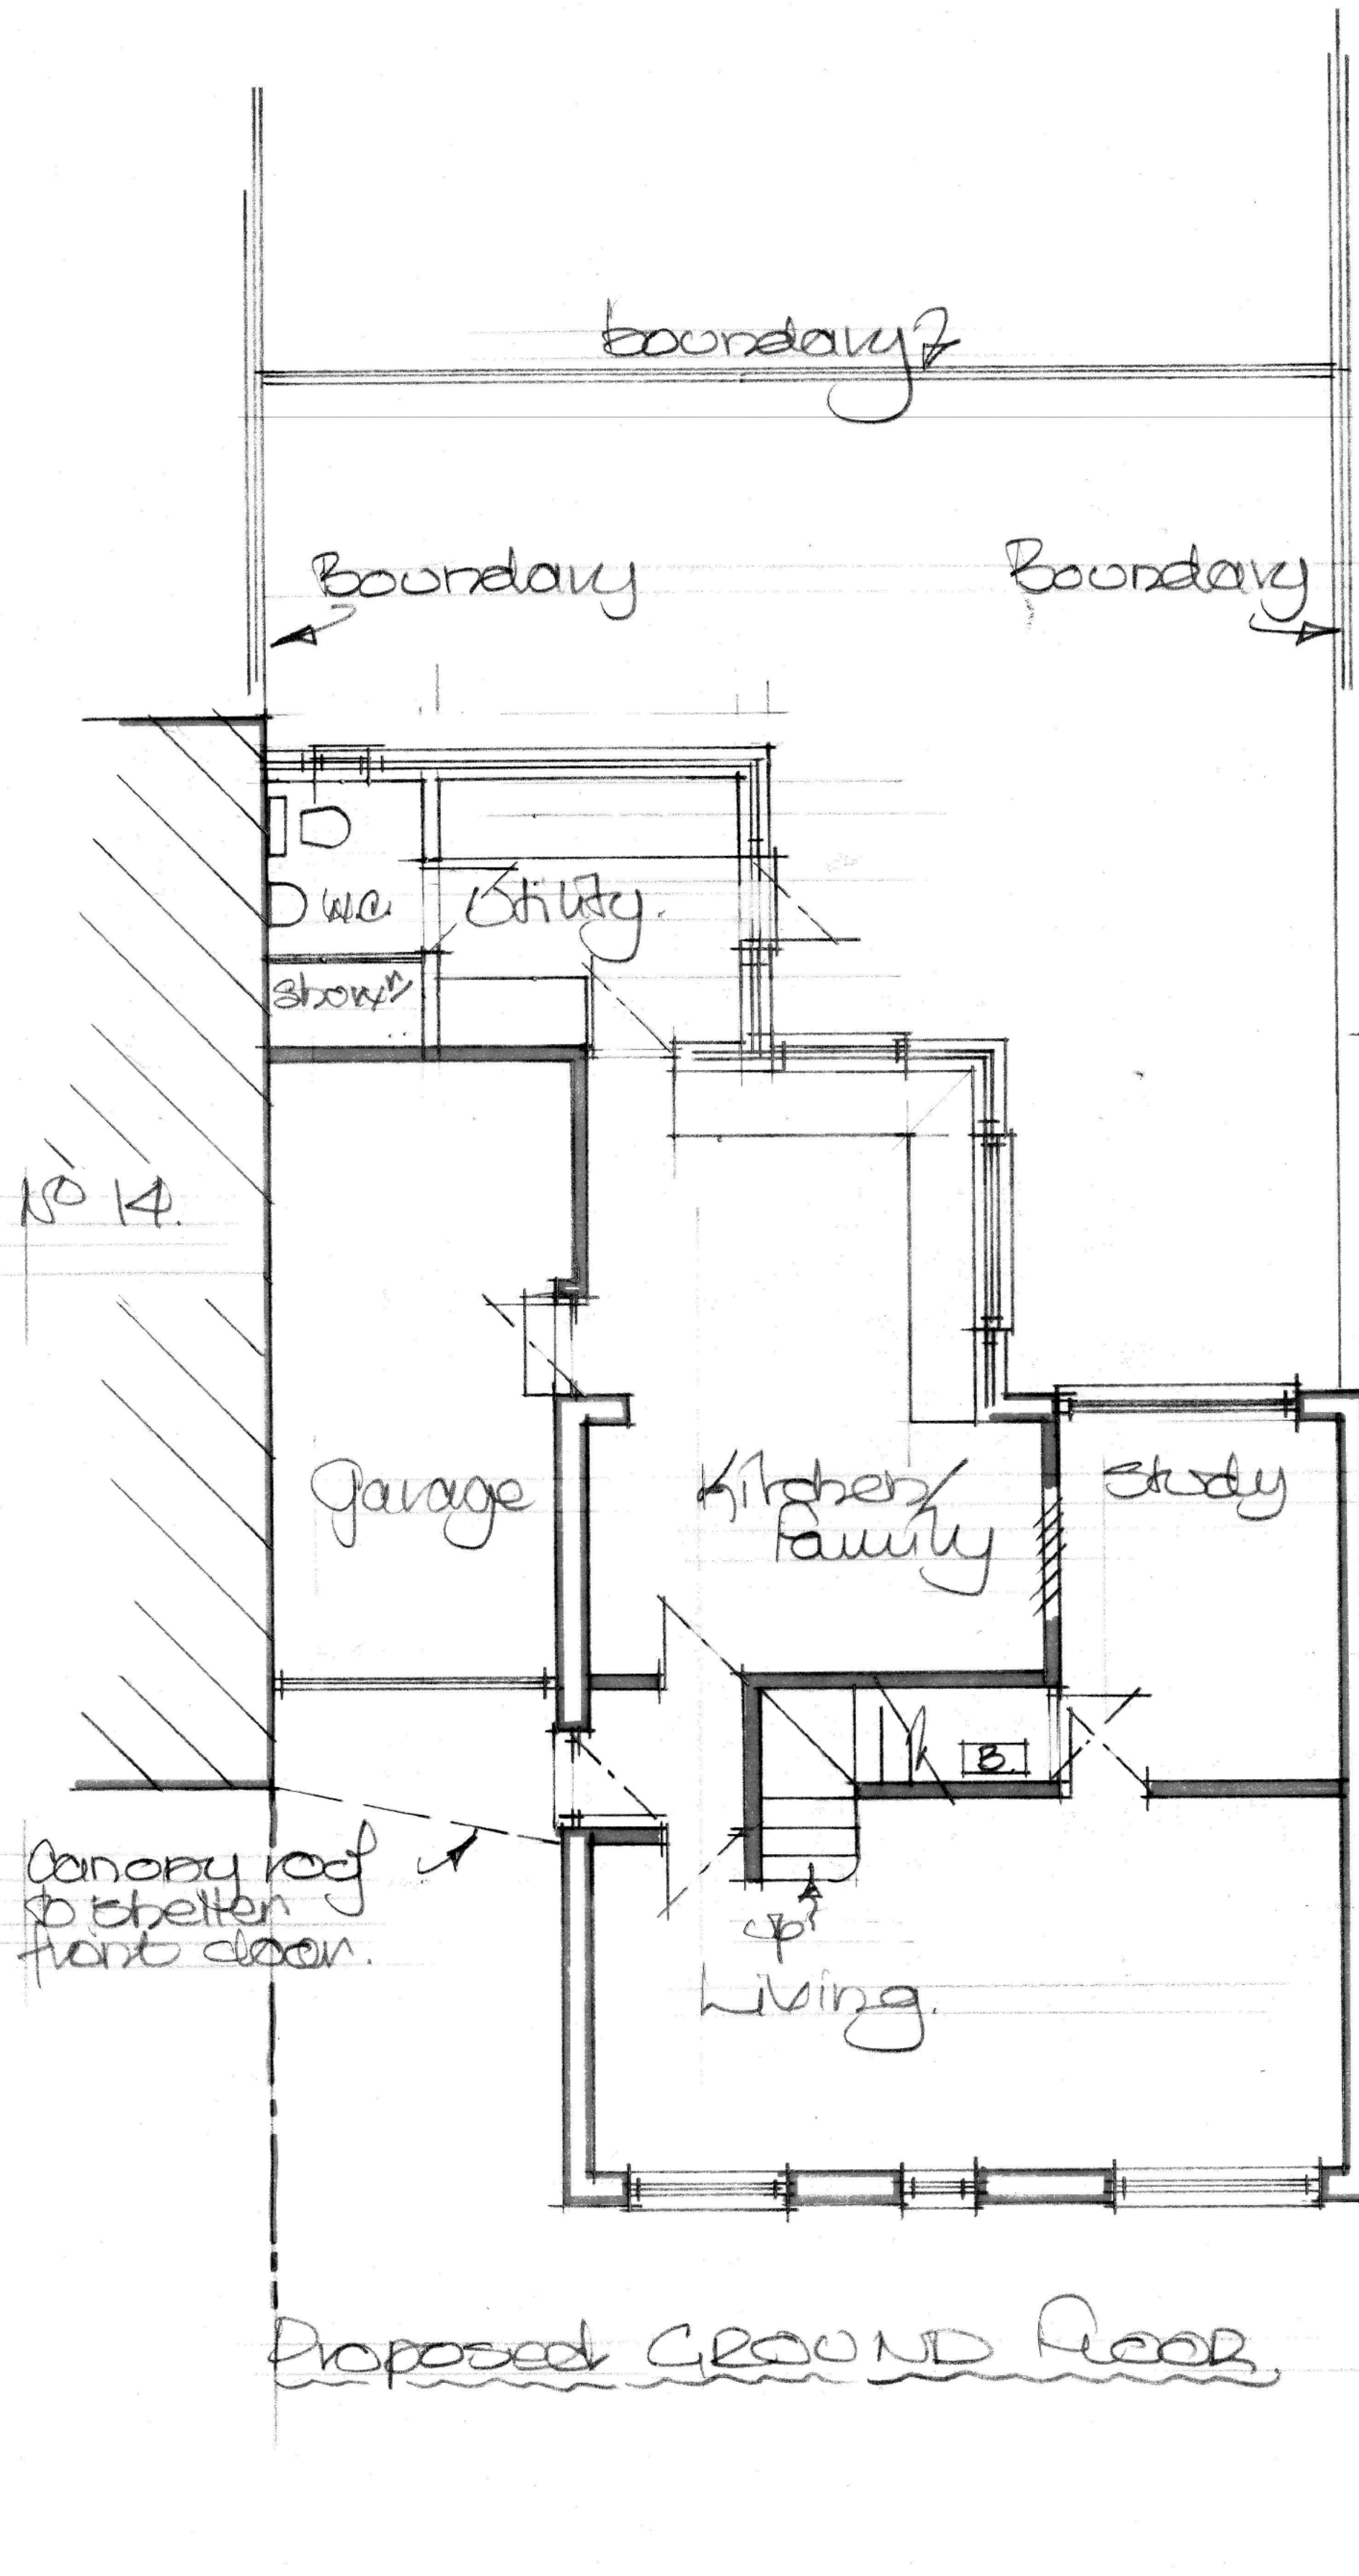 boundary
Boundary
Boundary
W.C.
Utility.
showr
No 14.
Garage
Kitchen/
Family
Study
B
Canopy roof
to shelter
front door.
up
Living.
Proposed GROUND FLOOR.